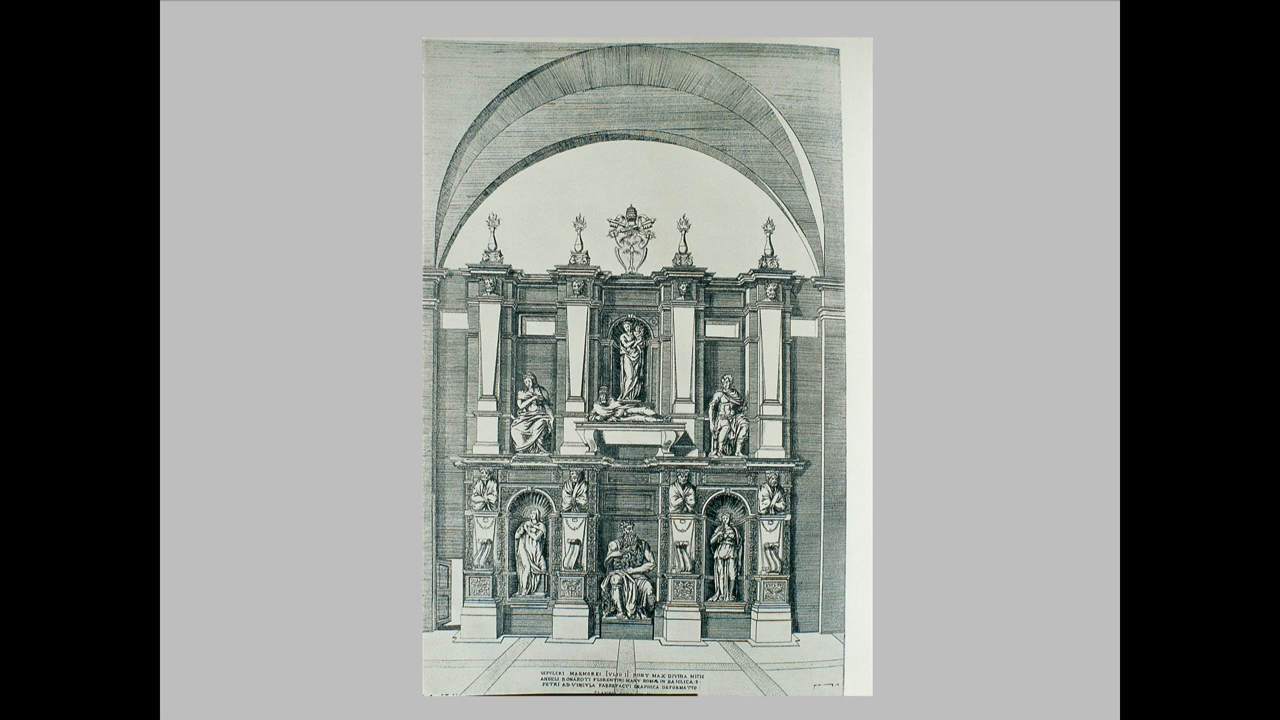 SEPVLCRI MARMOREI IVLIO II PONT MAX DIVINA MICH
ANGELI BONAROTI FLORENTINI MANV ROMAE IN BASILICA S
PETRI AD VINCVLA FABREFACTI GRAPHICA DEFORMATIO